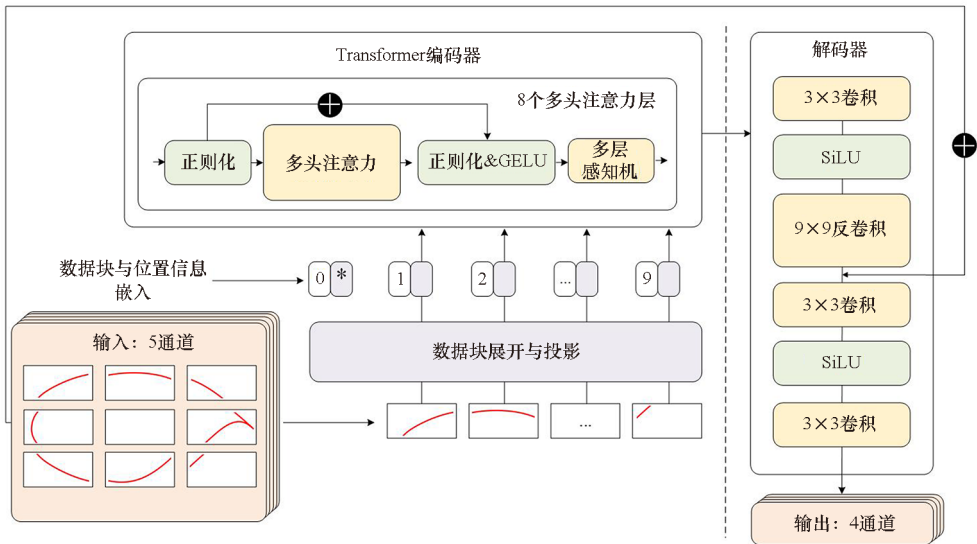 Transformer编码器
8个多头注意力层
正则化
多头注意力
正则化&GELU
多层
感知机
数据块与位置信息
嵌入
0 *
1
2
...
9
数据块展开与投影
输入：5通道
...
解码器
3×3卷积
SiLU
9×9反卷积
3×3卷积
SiLU
3×3卷积
输出：4通道